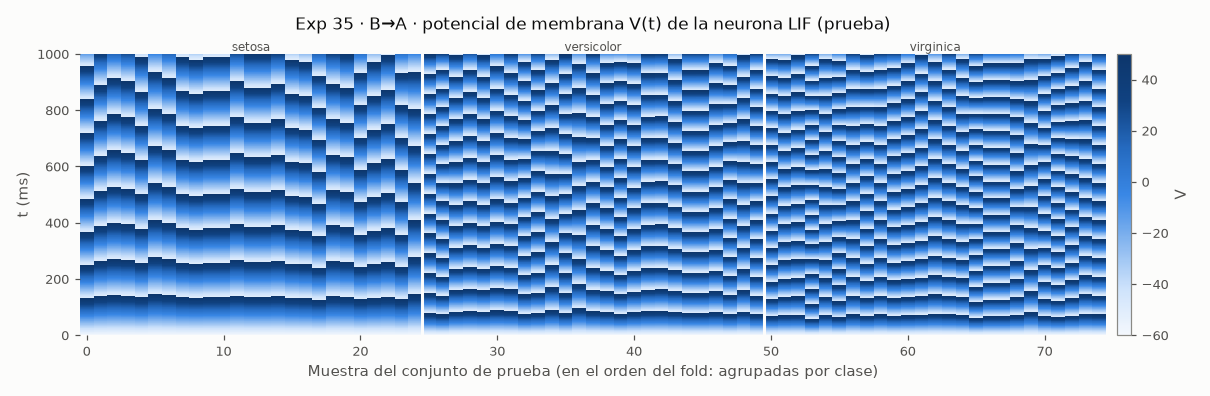 Exp 35 · B→A · potencial de membrana V(t) de la neurona LIF (prueba)
setosa versicolor virginica
1000
800
600
400
200
0
t (ms)
0 10 20 30 40 50 60 70
Muestra del conjunto de prueba (en el orden del fold: agrupadas por clase)
40
20
0
−20
−40
−60
V